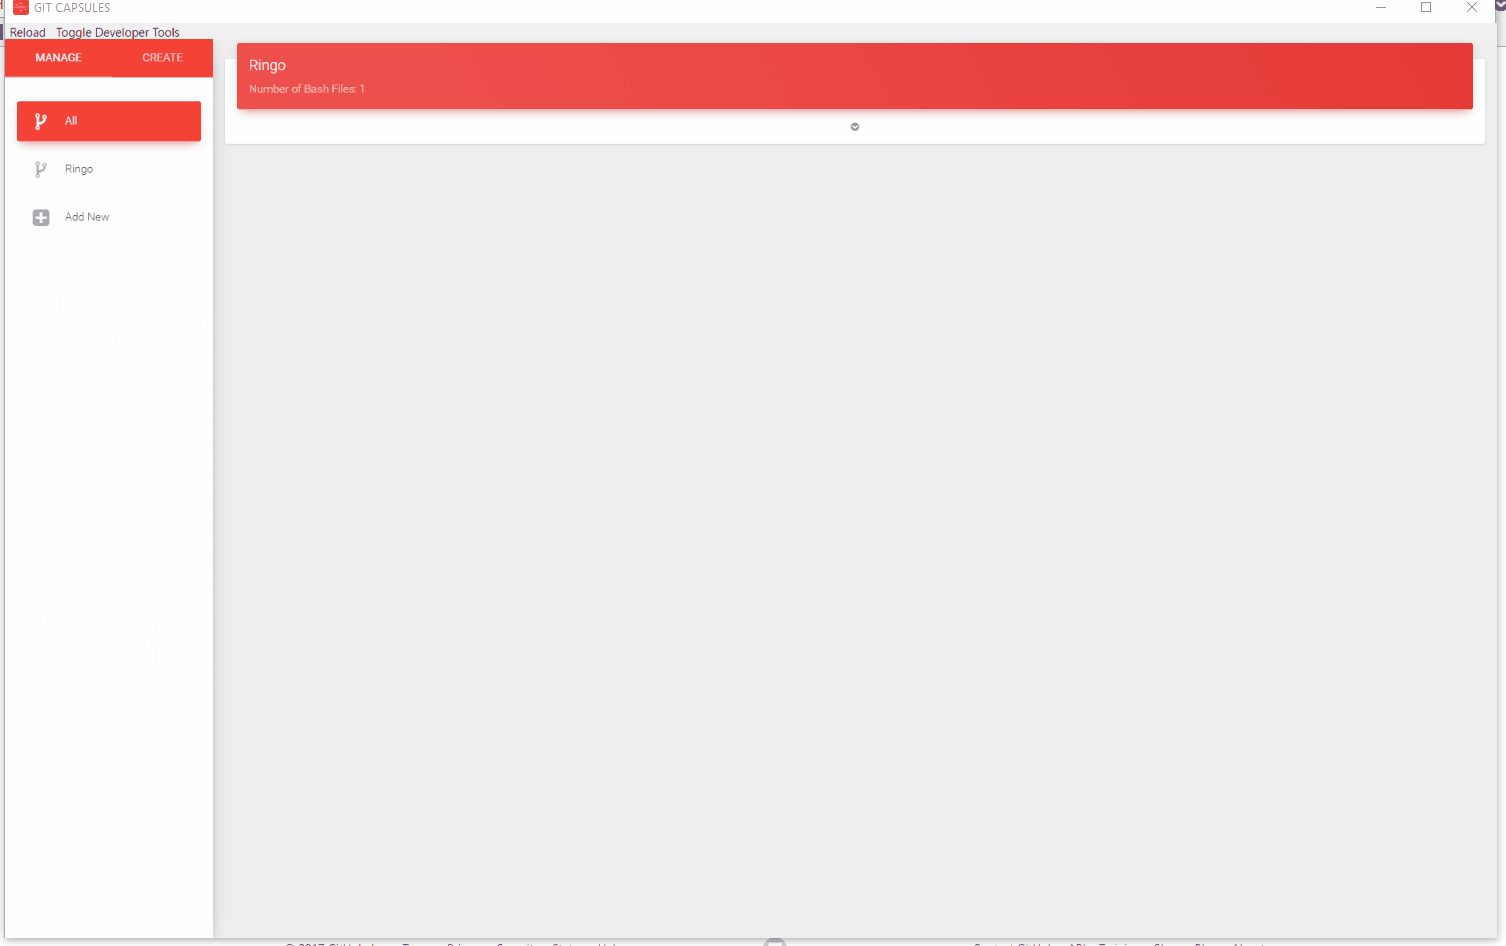 GIT CAPSULES
Reload Toggle Developer Tools
MANAGE CREATE
All
Ringo
Add New
Ringo
Number of Bash Files: 1